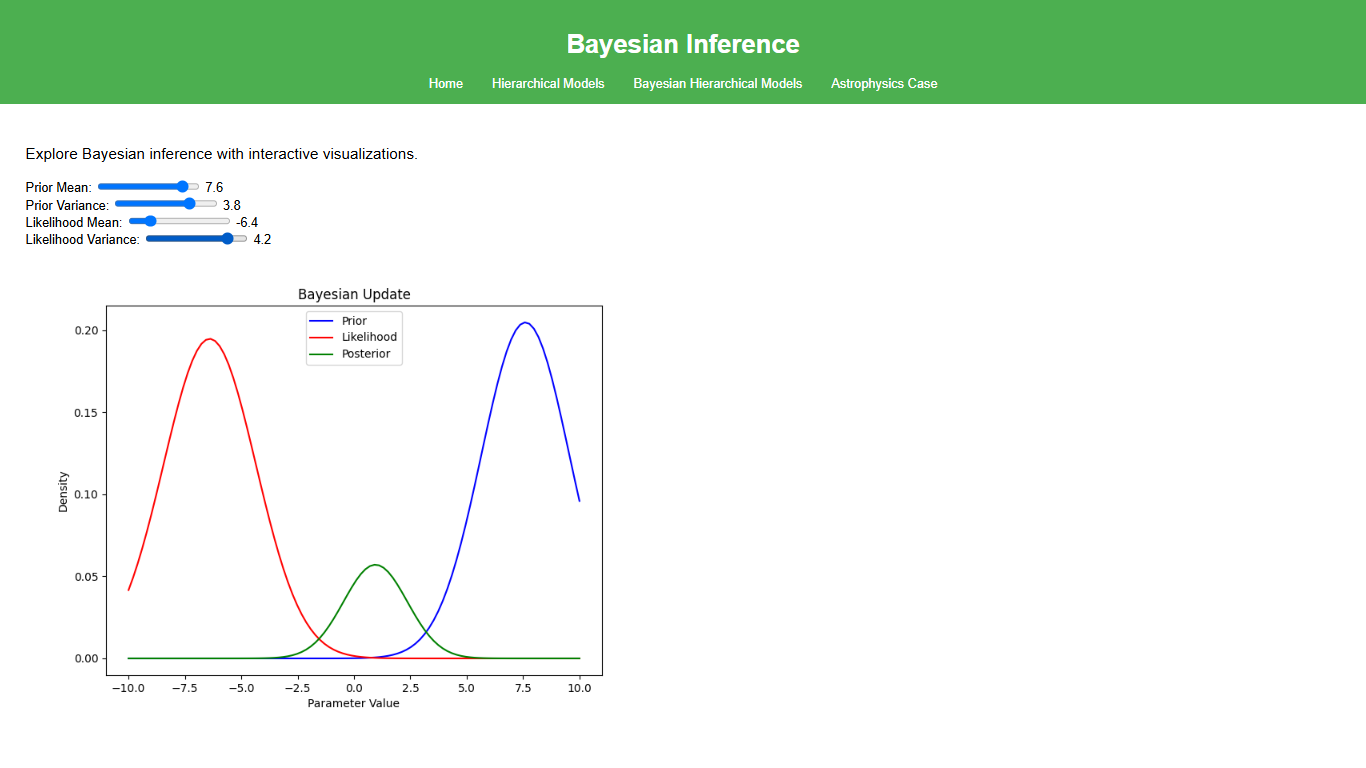 Bayesian Inference
Home Hierarchical Models Bayesian Hierarchical Models Astrophysics Case
Explore Bayesian inference with interactive visualizations.
Prior Mean: 7.6
Prior Variance: 3.8
Likelihood Mean: -6.4
Likelihood Variance: 4.2
Bayesian Update
Prior
Likelihood
Posterior
0.20
0.15
0.10
0.05
0.00
Density
−10.0 −7.5 −5.0 −2.5 0.0 2.5 5.0 7.5 10.0
Parameter Value